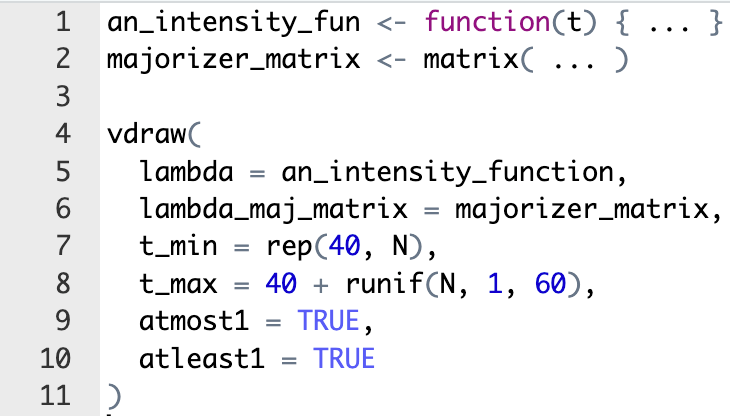 1 an_intensity_fun <- function(t) { ... }
2 majorizer_matrix <- matrix( ... )
3
4 vdraw(
5   lambda = an_intensity_function,
6   lambda_maj_matrix = majorizer_matrix,
7   t_min = rep(40, N),
8   t_max = 40 + runif(N, 1, 60),
9   atmost1 = TRUE,
10   atleast1 = TRUE
11 )